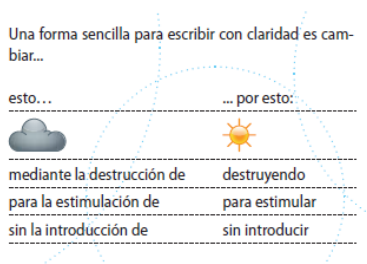 Una forma sencilla para escribir con claridad es cam-
biar...
esto... ... por esto:
mediante la destrucción de destruyendo
para la estimulación de para estimular
sin la introducción de sin introducir